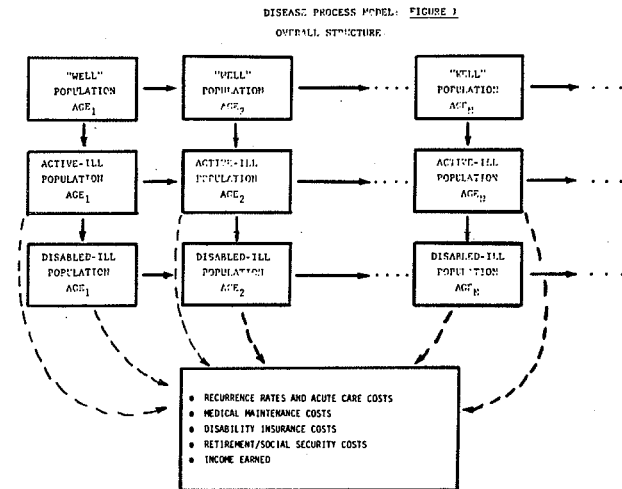 DISEASE PROCESS MODEL: FIGURE 1
OVERALL STRUCTURE
"WELL"
POPULATION
AGE1
"WELL"
POPULATION
AGE2
. . . .
"WELL"
POPULATION
AGEN
. . . .
ACTIVE-ILL
POPULATION
AGE1
ACTIVE-ILL
POPULATION
AGE2
. . . .
ACTIVE-ILL
POPULATION
AGEN
. . . .
DISABLED-ILL
POPULATION
AGE1
DISABLED-ILL
POPULATION
AGE2
. . . .
DISABLED-ILL
POPULATION
AGEN
. . . .
• RECURRENCE RATES AND ACUTE CARE COSTS
• MEDICAL MAINTENANCE COSTS
• DISABILITY INSURANCE COSTS
• RETIREMENT/SOCIAL SECURITY COSTS
• INCOME EARNED